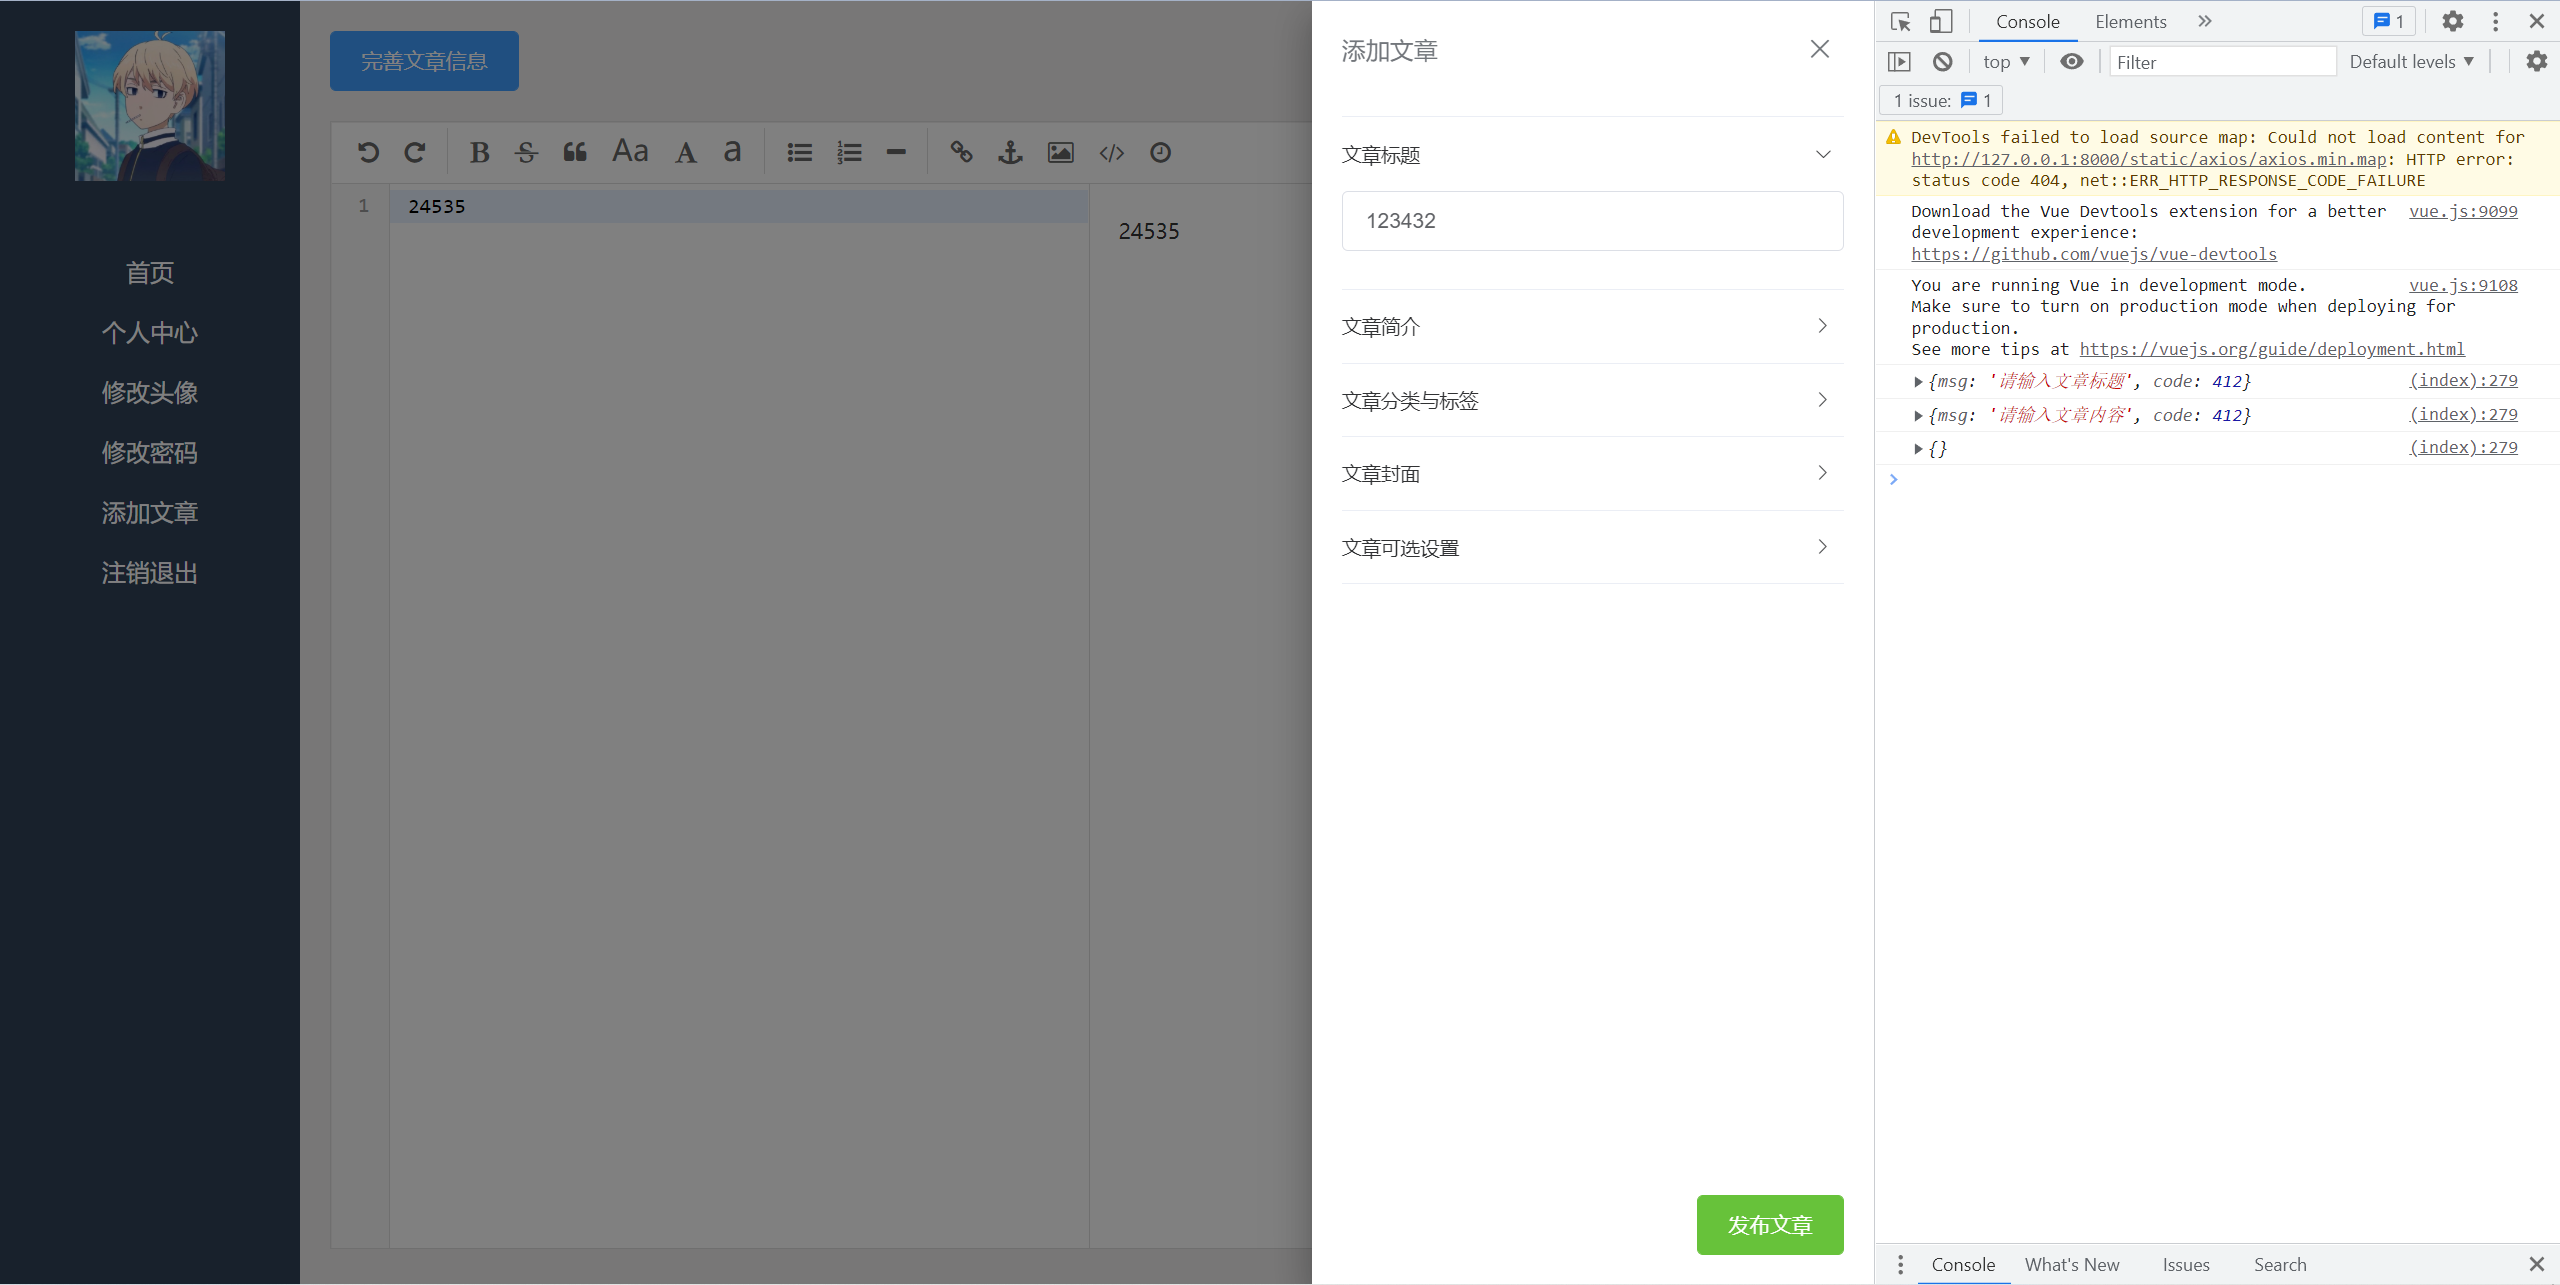 首页
个人中心
修改头像
修改密码
添加文章
注销退出
完善文章信息
B S Aa A a
1 24535
24535
添加文章
文章标题
123432
文章简介
文章分类与标签
文章封面
文章可选设置
发布文章
Console Elements 1
top Filter Default levels
1 issue: 1
DevTools failed to load source map: Could not load content for
http://127.0.0.1:8000/static/axios/axios.min.map: HTTP error:
status code 404, net::ERR_HTTP_RESPONSE_CODE_FAILURE
Download the Vue Devtools extension for a better vue.js:9099
development experience:
https://github.com/vuejs/vue-devtools
You are running Vue in development mode. vue.js:9108
Make sure to turn on production mode when deploying for
production.
See more tips at https://vuejs.org/guide/deployment.html
{msg: '请输入文章标题', code: 412} (index):279
{msg: '请输入文章内容', code: 412} (index):279
{} (index):279
Console What's New Issues Search